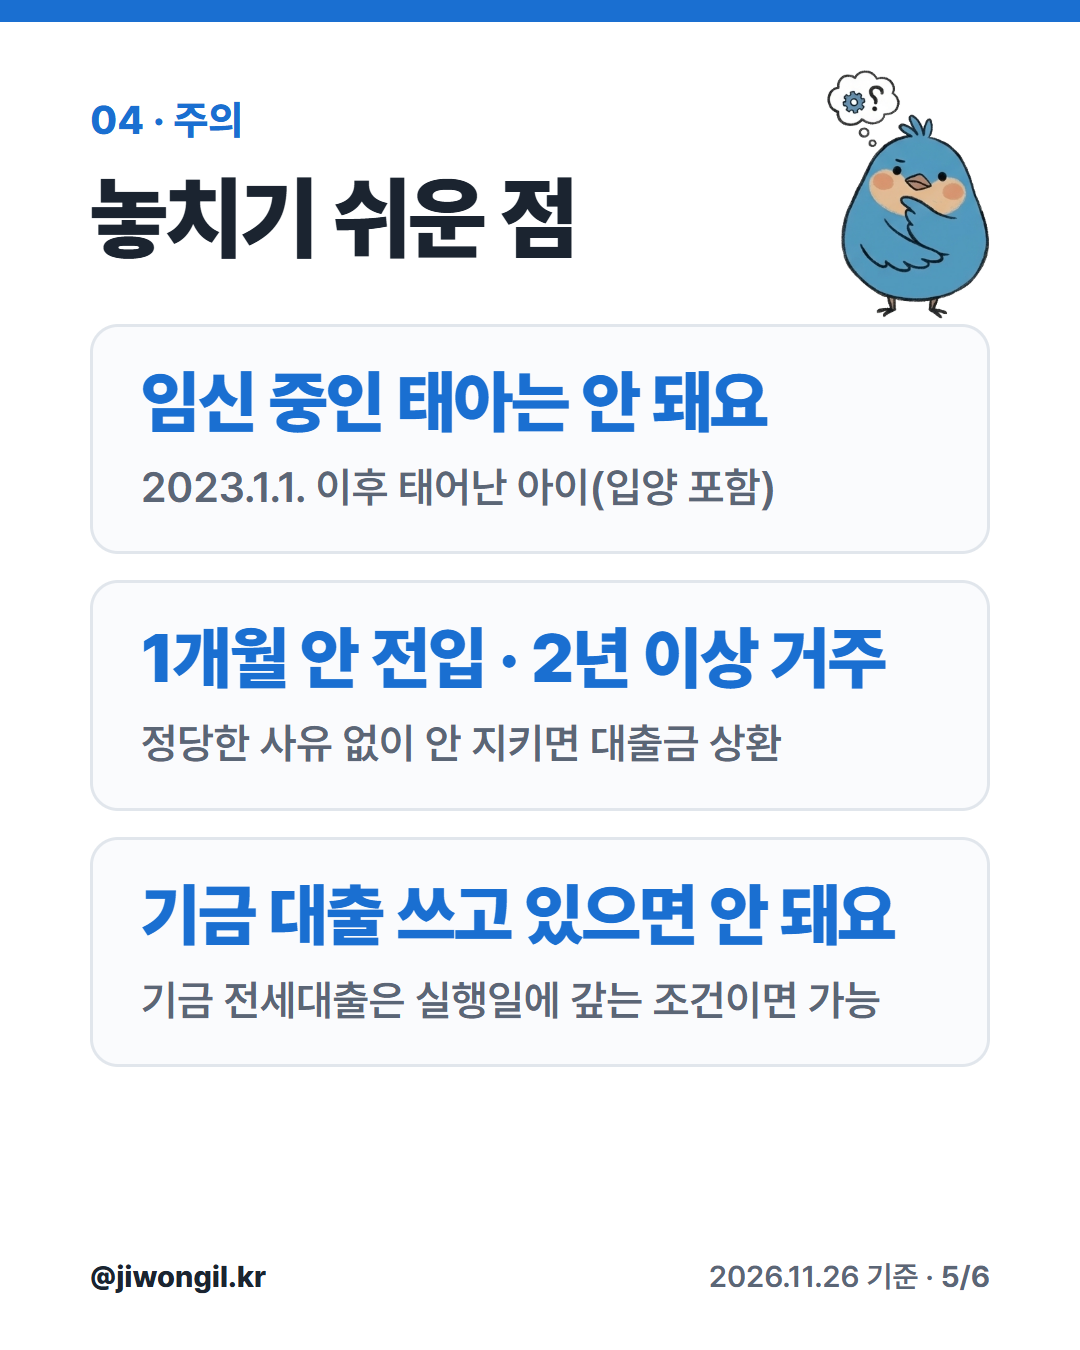 04 · 주의
놓치기 쉬운 점
임신 중인 태아는 안 돼요
2023.1.1. 이후 태어난 아이(입양 포함)
1개월 안 전입 · 2년 이상 거주
정당한 사유 없이 안 지키면 대출금 상환
기금 대출 쓰고 있으면 안 돼요
기금 전세대출은 실행일에 갚는 조건이면 가능
@jiwongil.kr
2026.11.26 기준 · 5/6